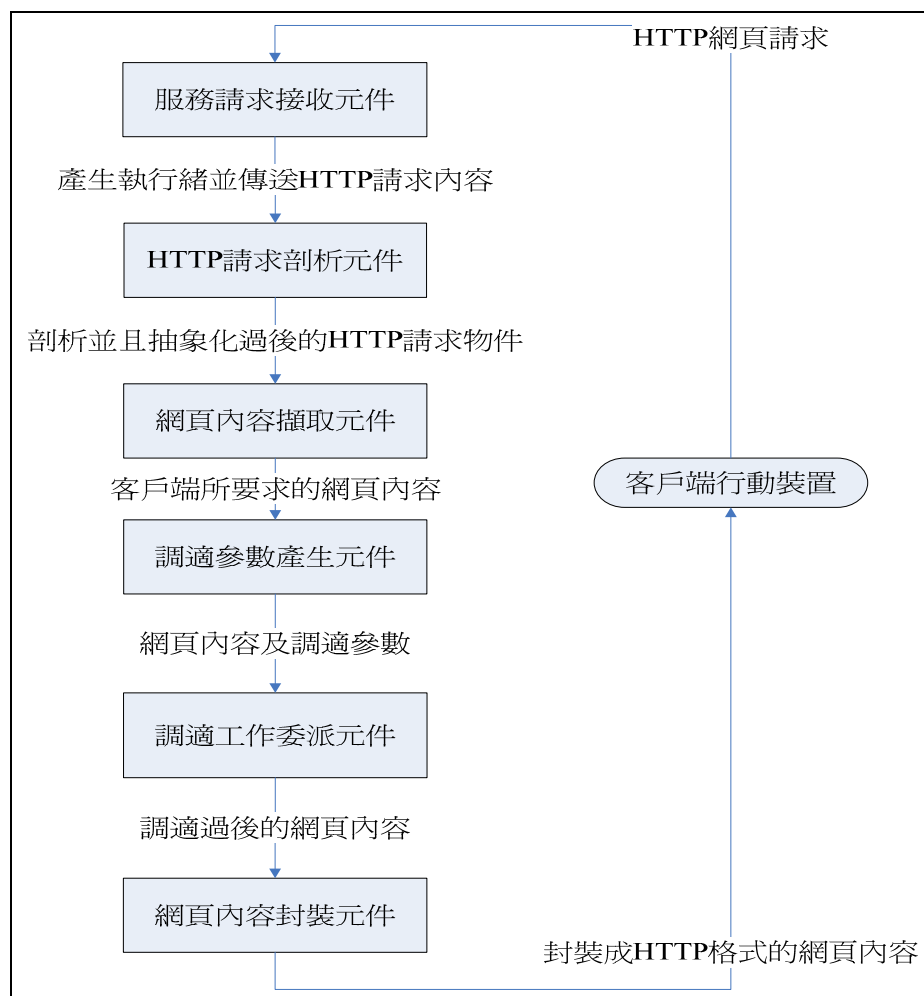 HTTP網頁請求
服務請求接收元件
產生執行緒並傳送HTTP請求內容
HTTP請求剖析元件
剖析並且抽象化過後的HTTP請求物件
網頁內容擷取元件
客戶端所要求的網頁內容
客戶端行動裝置
調適參數產生元件
網頁內容及調適參數
調適工作委派元件
調適過後的網頁內容
網頁內容封裝元件
封裝成HTTP格式的網頁內容